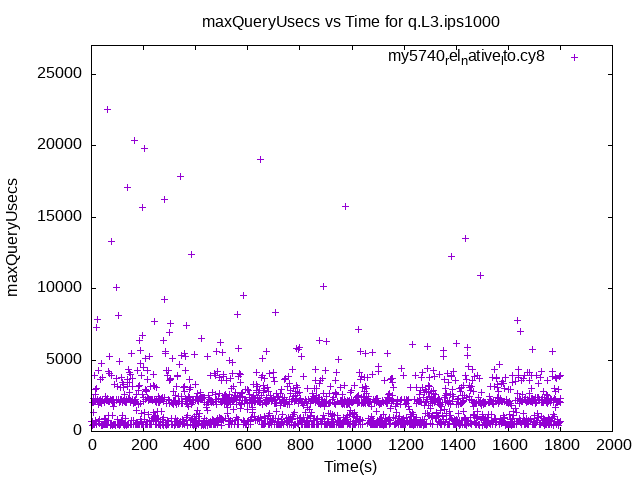 maxQueryUsecs vs Time for q.L3.ips1000
my5740relnativelto.cy8
25000
20000
15000
10000
5000
0
maxQueryUsecs
0 200 400 600 800 1000 1200 1400 1600 1800 2000
Time(s)